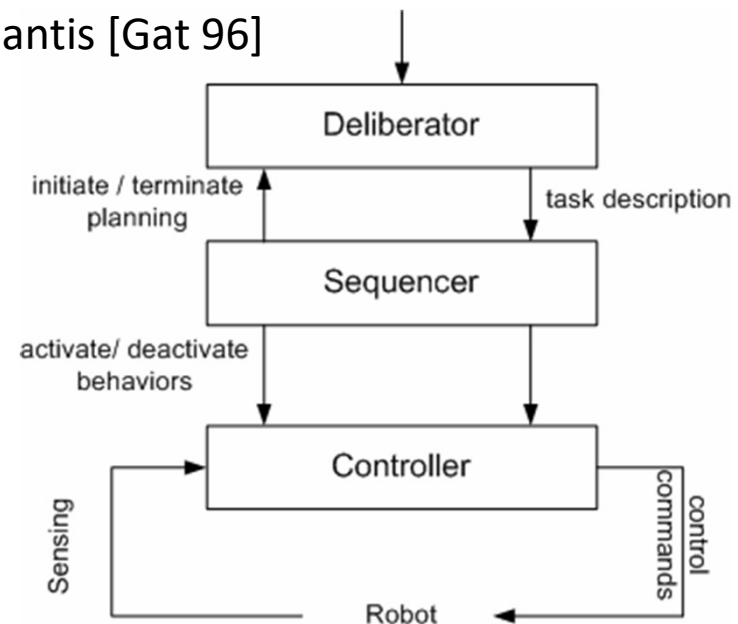 antis [Gat 96]
Deliberator
initiate / terminate
planning
task description
Sequencer
activate/ deactivate
behaviors
Controller
Sensing
control
commands
Robot